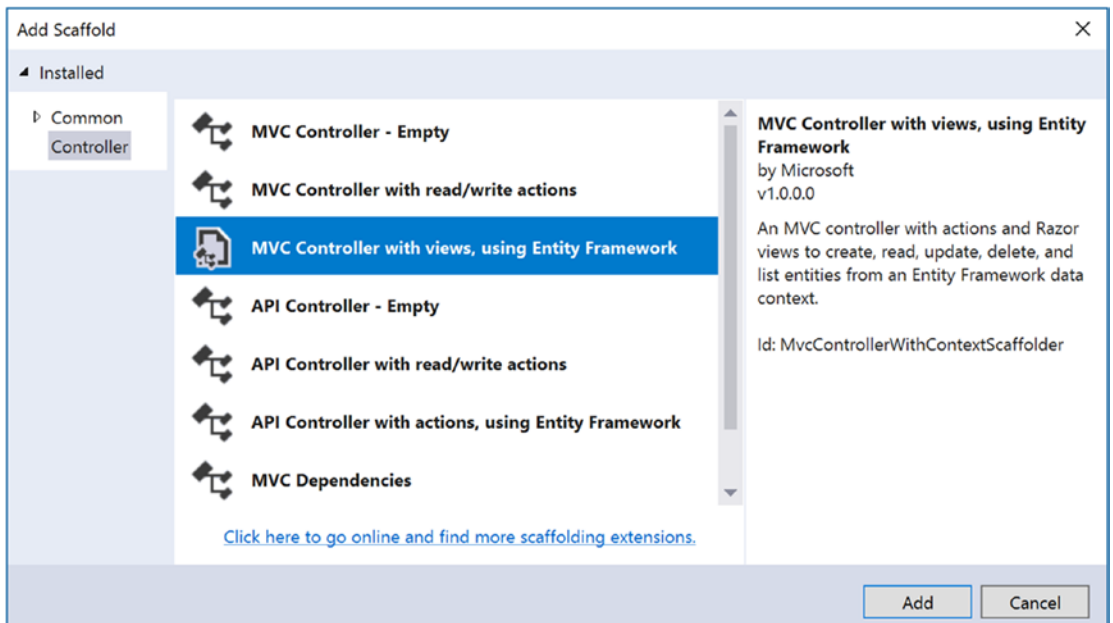 Add Scaffold
Installed
Common
Controller
MVC Controller - Empty
MVC Controller with read/write actions
MVC Controller with views, using Entity Framework
API Controller - Empty
API Controller with read/write actions
API Controller with actions, using Entity Framework
MVC Dependencies
Click here to go online and find more scaffolding extensions.
MVC Controller with views, using Entity
Framework
by Microsoft
v1.0.0.0
An MVC controller with actions and Razor
views to create, read, update, delete, and
list entities from an Entity Framework data
context.
Id: MvcControllerWithContextScaffolder
Add
Cancel